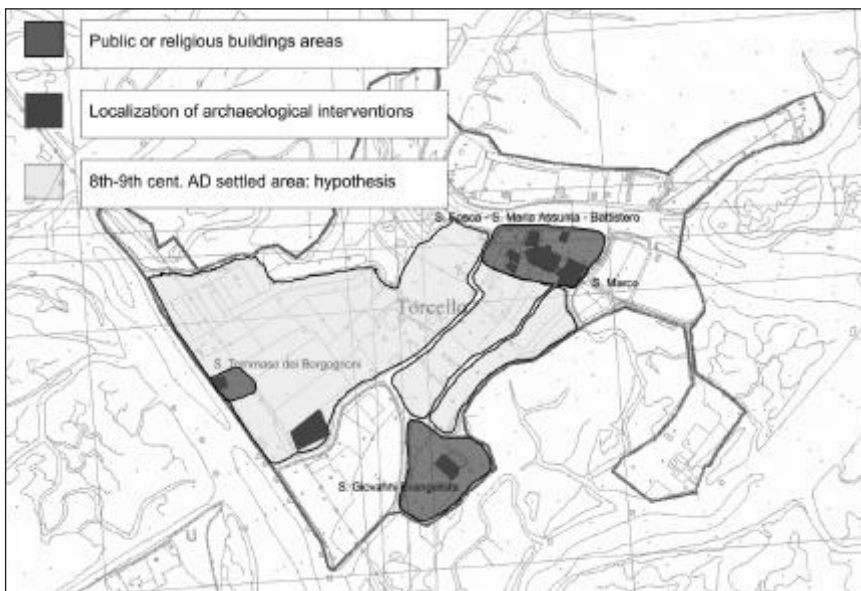 Public or religious buildings areas
Localization of archaeological interventions
8th-9th cent. AD settled area: hypothesis
S. Fosca - S. Maria Assunta - Battistero
S. Marco
Torcello
S. Tommaso dei Borgognoni
S. Giovanni Evangelista